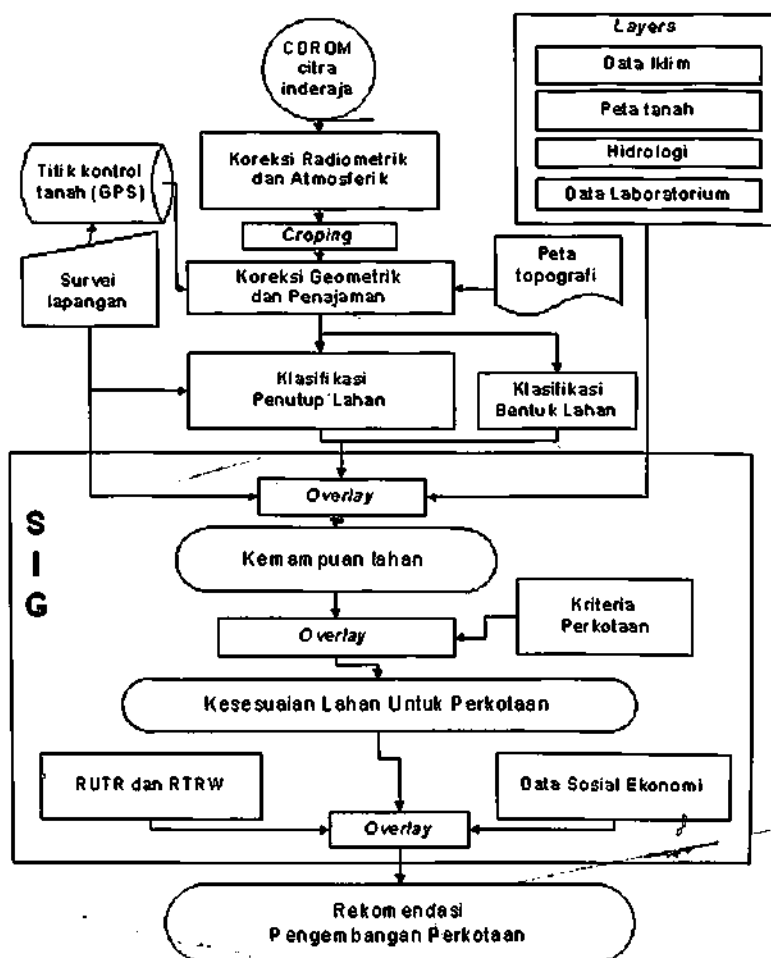 CDROM
citra
inderaja
Layers
Data Iklim
Peta tanah
Hidrologi
Data Laboratorium
Koreksi Radiometrik
dan Atmosferik
Titik kontrol
tanah (GPS)
Croping
Survei
lapangan
Koreksi Geometrik
dan Penajaman
Peta
topografi
Klasifikasi
Penutup Lahan
Klasifikasi
Bentuk Lahan
SIG
Overlay
Kemampuan lahan
Overlay
Kriteria
Perkotaan
Kesesuaian Lahan Untuk Perkotaan
RUTR dan RTRW
Data Sosial Ekonomi
Overlay
Rekomendasi
Pengembangan Perkotaan